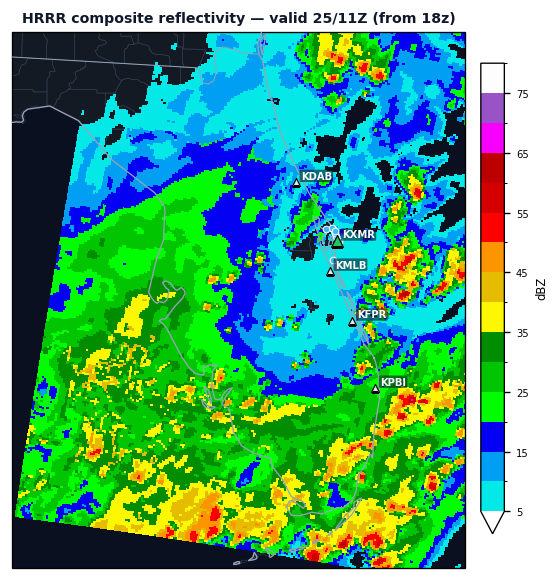 HRRR composite reflectivity — valid 25/11Z (from 18z)
75
65
55
45
35
25
15
5
dBZ
KDAB
KXMR
KMLB
KFPR
KPBI